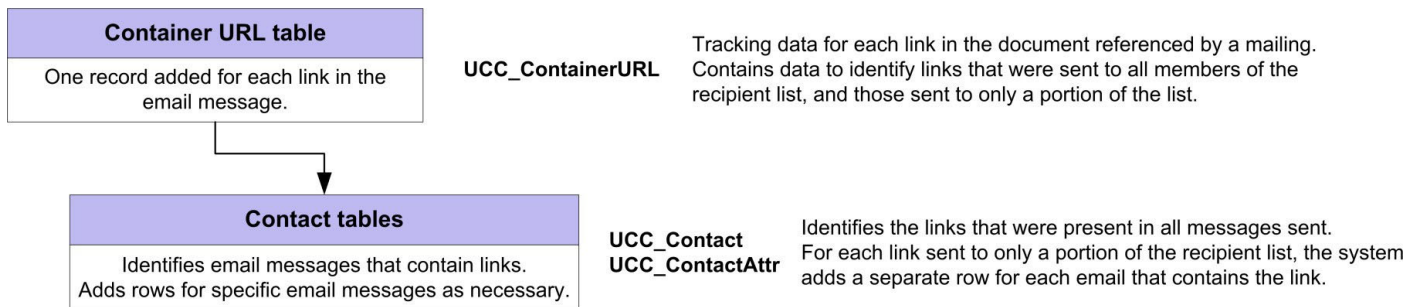 Container URL table
One record added for each link in the
email message.
UCC_ContainerURL
Tracking data for each link in the document referenced by a mailing.
Contains data to identify links that were sent to all members of the
recipient list, and those sent to only a portion of the list.
Contact tables
Identifies email messages that contain links.
Adds rows for specific email messages as necessary.
UCC_Contact
UCC_ContactAttr
Identifies the links that were present in all messages sent.
For each link sent to only a portion of the recipient list, the system
adds a separate row for each email that contains the link.